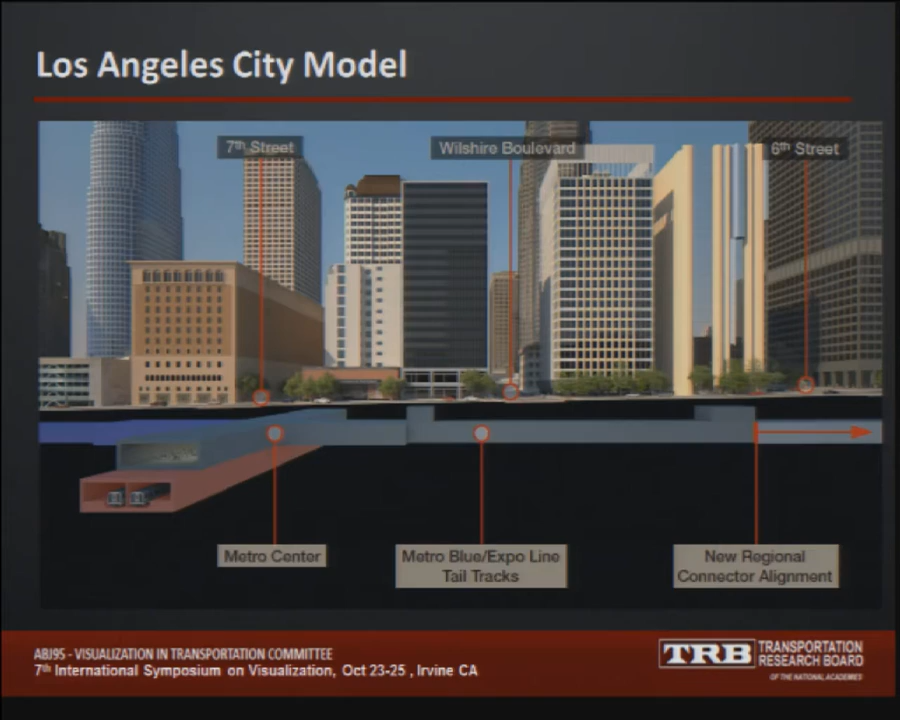 Los Angeles City Model
7th Street
Wilshire Boulevard
6th Street
Metro Center
Metro Blue/Expo Line
Tail Tracks
New Regional
Connector Alignment
ABJ95 - VISUALIZATION IN TRANSPORTATION COMMITTEE
7th International Symposium on Visualization, Oct 23-25 , Irvine CA
TRB
TRANSPORTATION
RESEARCH BOARD
OF THE NATIONAL ACADEMIES